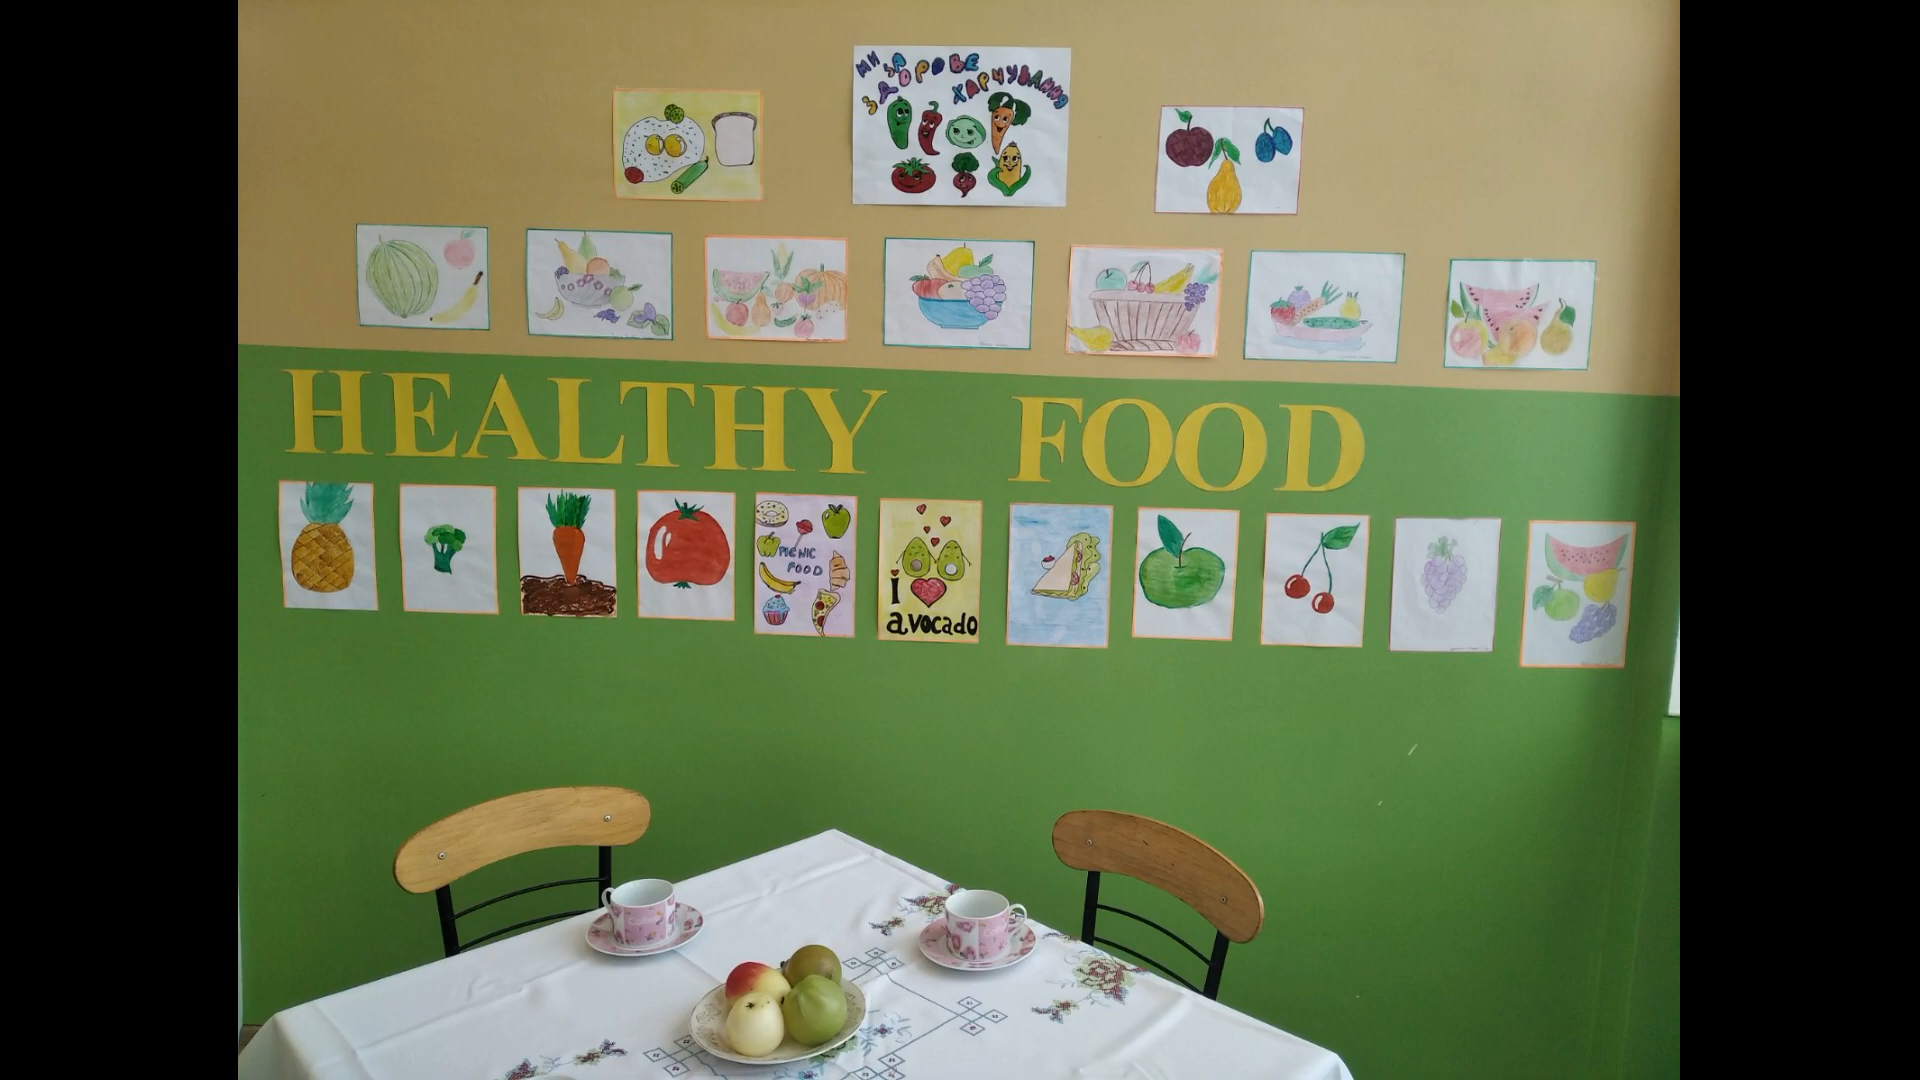 МИ ЗА ЗДОРОВЕ
ХАРЧУВАННЯ
HEALTHY FOOD
PICNIC
FOOD
I
avocado